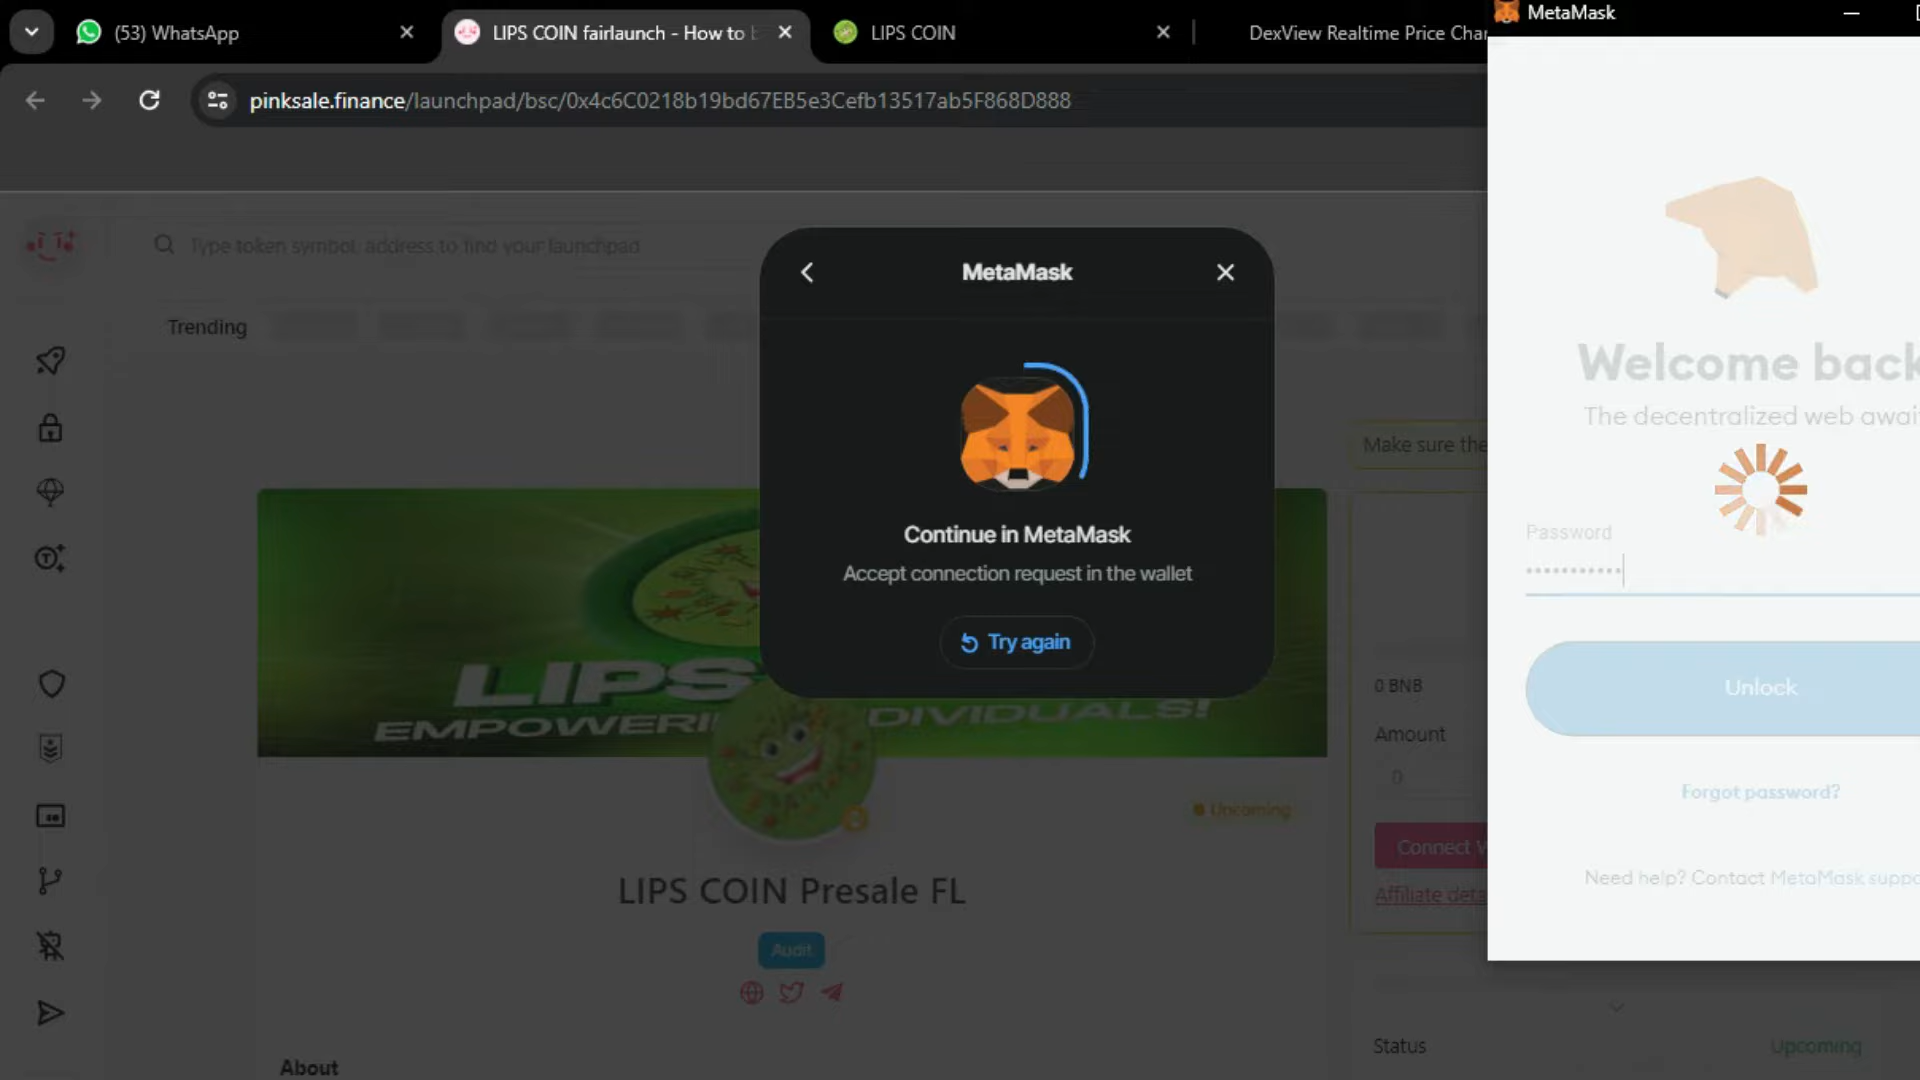 (53) WhatsApp
LIPS COIN fairlaunch - How to
LIPS COIN
DexView Realtime Price Char
MetaMask
pinksale.finance/launchpad/bsc/0x4c6C0218b19bd67EB5e3Cefb13517ab5F868D888
Type token symbol, address to find your launchpad
Trending
MetaMask
Continue in MetaMask
Accept connection request in the wallet
Try again
LIPS
EMPOWERI
DIVIDUALS!
Upcoming
LIPS COIN Presale FL
Audit
About
Make sure the
0 BNB
Amount
0
Connect W
Affiliate deta
Status
Upcoming
Welcome back
The decentralized web awai
Password
Unlock
Forgot password?
Need help? Contact MetaMask suppo